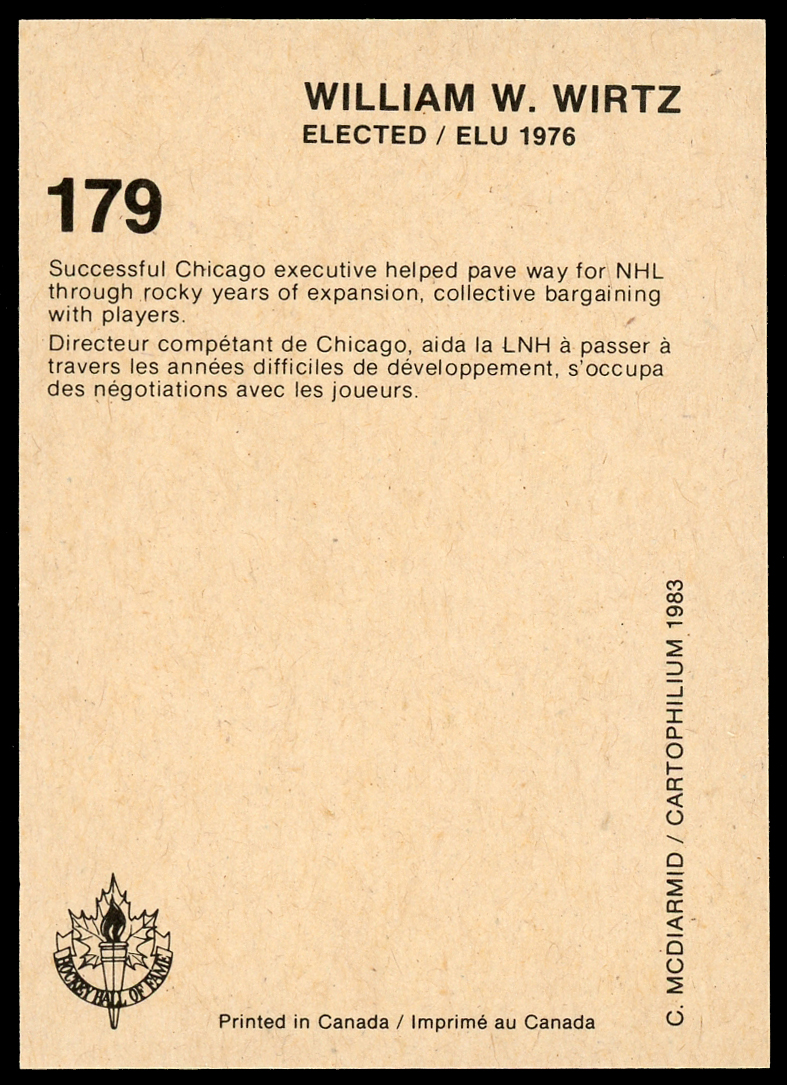 WILLIAM W. WIRTZ
ELECTED / ELU 1976
179
Successful Chicago executive helped pave way for NHL
through rocky years of expansion, collective bargaining
with players.
Directeur compétant de Chicago, aida la LNH à passer à
travers les années difficiles de développement, s'occupa
des négotiations avec les joueurs.
C. MCDIARMID / CARTOPHILIUM 1983
HOCKEY HALL OF FAME
Printed in Canada / Imprimé au Canada